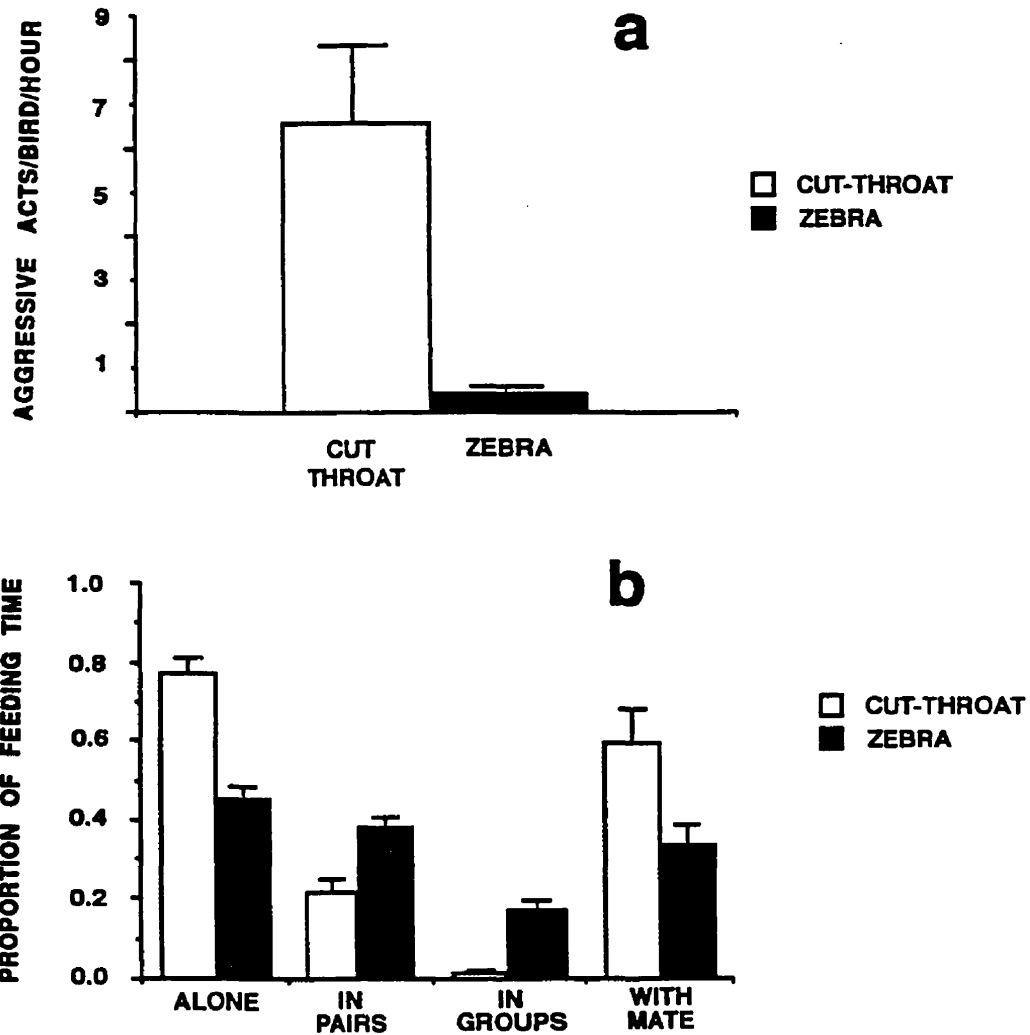 a
AGGRESSIVE ACTS/BIRD/HOUR
9
7
5
3
1
CUT-THROAT
ZEBRA
CUT
THROAT
ZEBRA
b
PROPORTION OF FEEDING TIME
1.0
0.8
0.6
0.4
0.2
0.0
CUT-THROAT
ZEBRA
ALONE
IN
PAIRS
IN
GROUPS
WITH
MATE